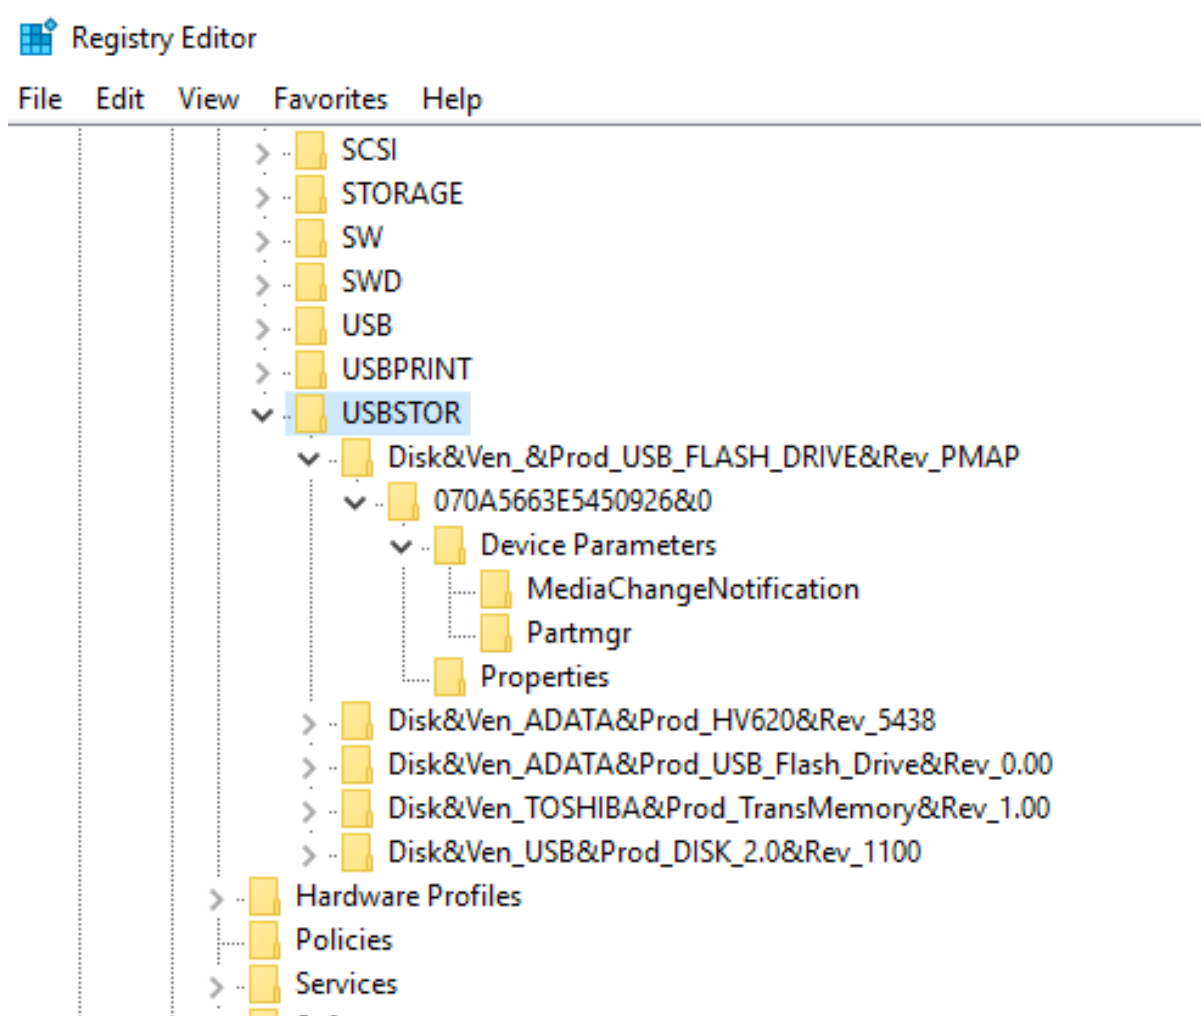 Registry Editor
File Edit View Favorites Help
SCSI
STORAGE
SW
SWD
USB
USBPRINT
USBSTOR
Disk&Ven_&Prod_USB_FLASH_DRIVE&Rev_PMAP
070A5663E5450926&0
Device Parameters
MediaChangeNotification
Partmgr
Properties
Disk&Ven_ADATA&Prod_HV620&Rev_5438
Disk&Ven_ADATA&Prod_USB_Flash_Drive&Rev_0.00
Disk&Ven_TOSHIBA&Prod_TransMemory&Rev_1.00
Disk&Ven_USB&Prod_DISK_2.0&Rev_1100
Hardware Profiles
Policies
Services